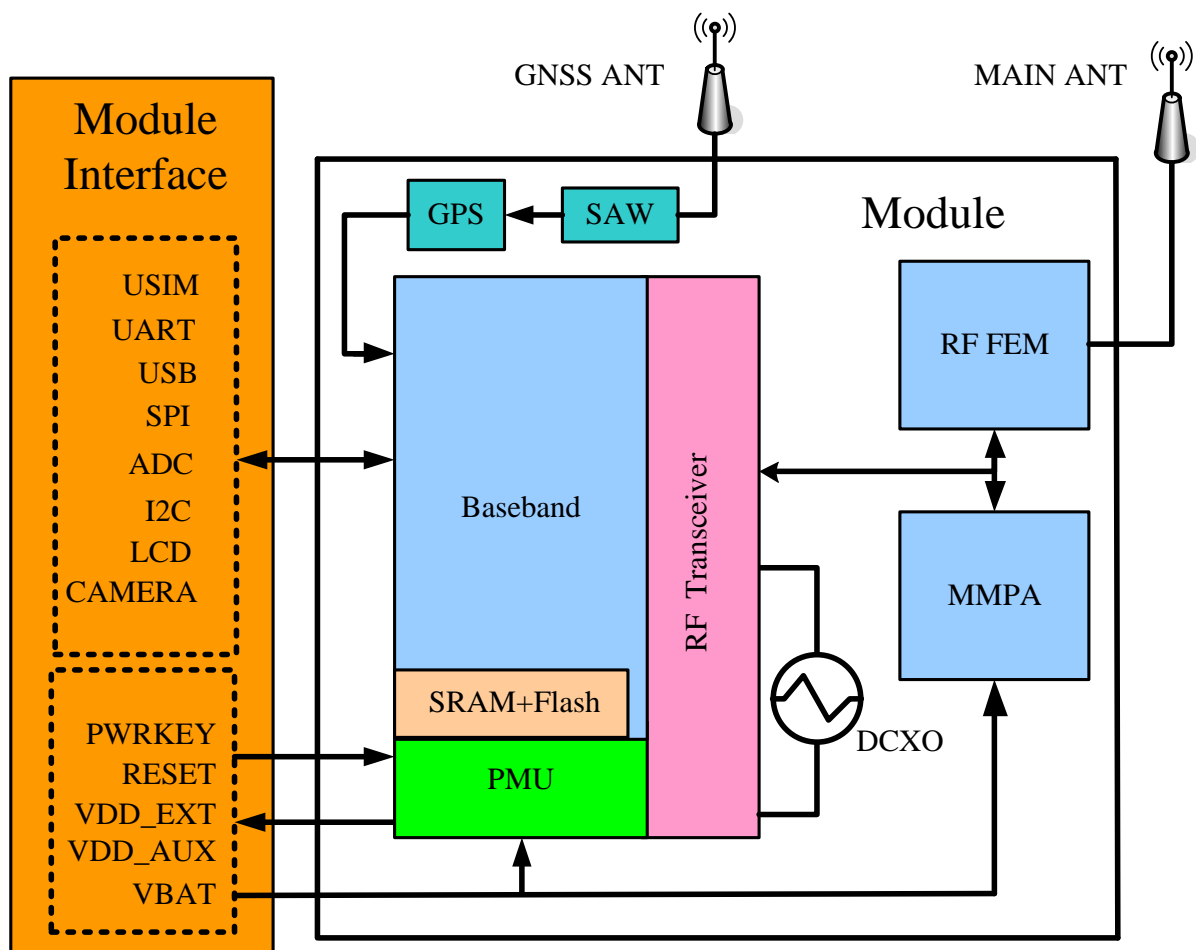 GNSS ANT
MAIN ANT
Module
Interface
USIM
UART
USB
SPI
ADC
I2C
LCD
CAMERA
PWRKEY
RESET
VDD_EXT
VDD_AUX
VBAT
GPS
SAW
Module
Baseband
RF Transceiver
SRAM+Flash
PMU
RF FEM
MMPA
DCXO